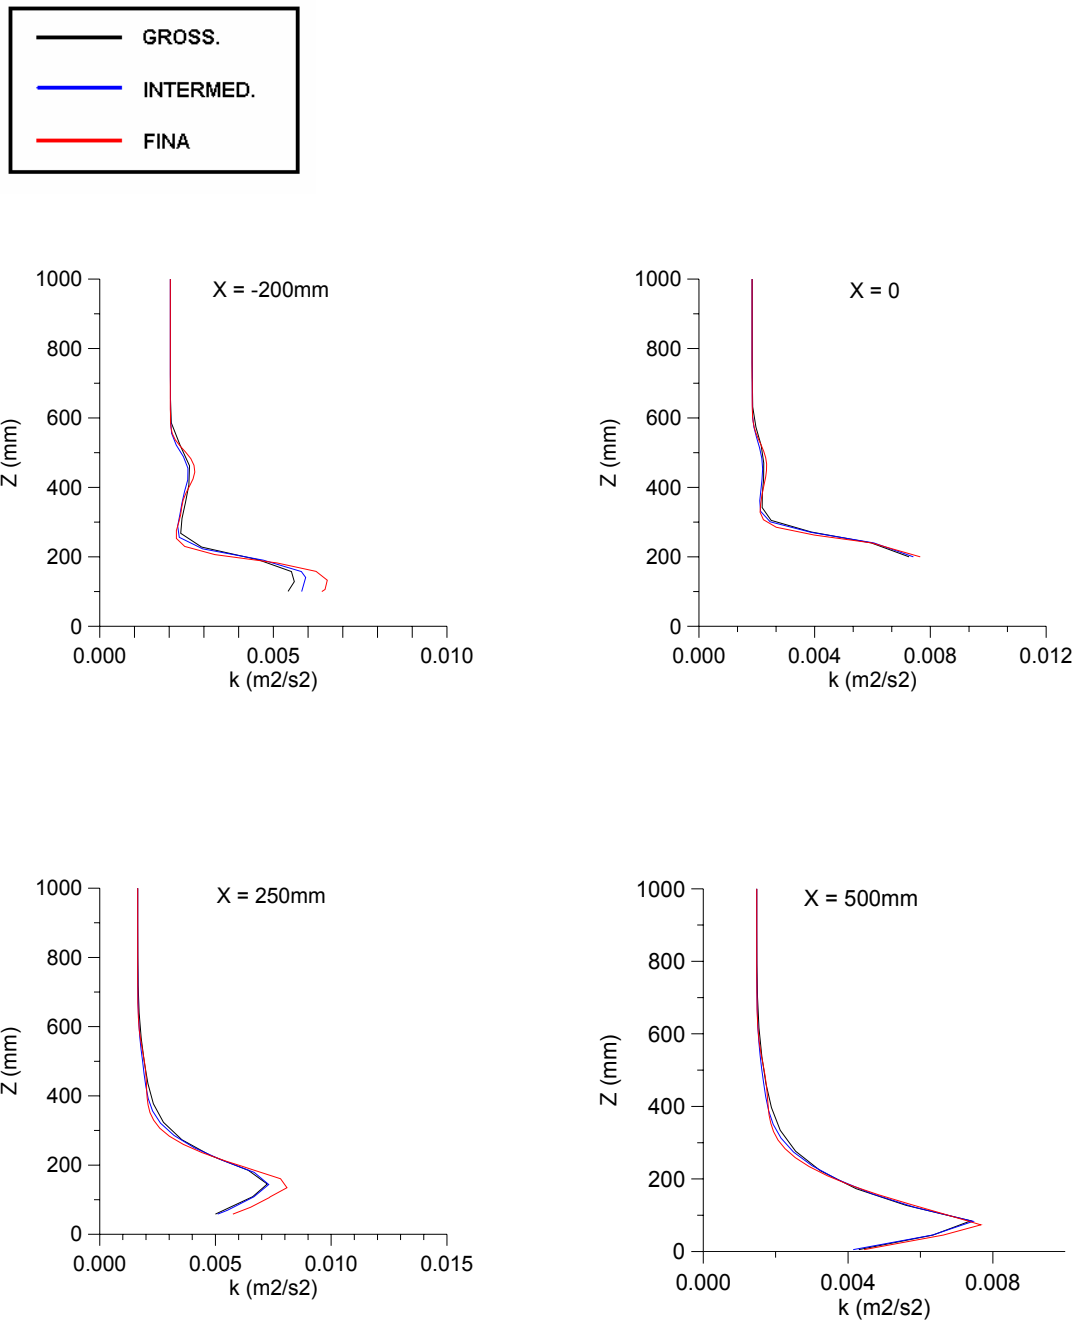 GROSS.
INTERMED.
FINA
X = -200mm
1000
800
600
400
200
0
Z (mm)
0.000 0.005 0.010
k (m2/s2)
X = 0
1000
800
600
400
200
0
Z (mm)
0.000 0.004 0.008 0.012
k (m2/s2)
X = 250mm
1000
800
600
400
200
0
Z (mm)
0.000 0.005 0.010 0.015
k (m2/s2)
X = 500mm
1000
800
600
400
200
0
Z (mm)
0.000 0.004 0.008
k (m2/s2)